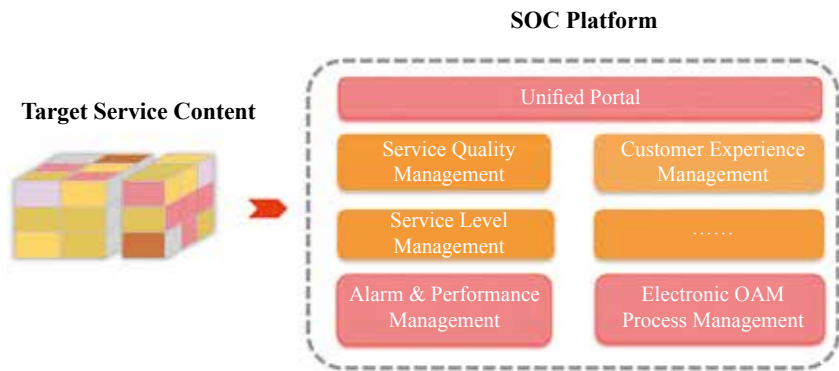 SOC Platform
Target Service Content
Unified Portal
Service Quality
Management
Customer Experience
Management
Service Level
Management
……
Alarm & Performance
Management
Electronic OAM
Process Management